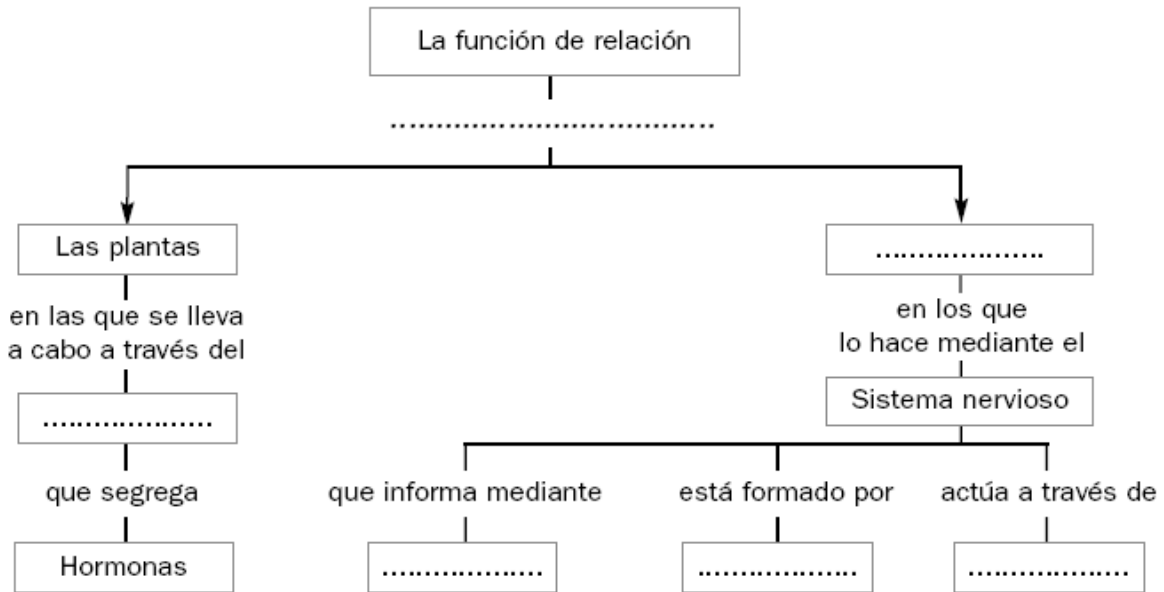 La función de relación
...................................
Las plantas
....................
en las que se lleva
a cabo a través del
en los que
lo hace mediante el
....................
Sistema nervioso
que segrega
que informa mediante
está formado por
actúa a través de
Hormonas
...................
...................
...................